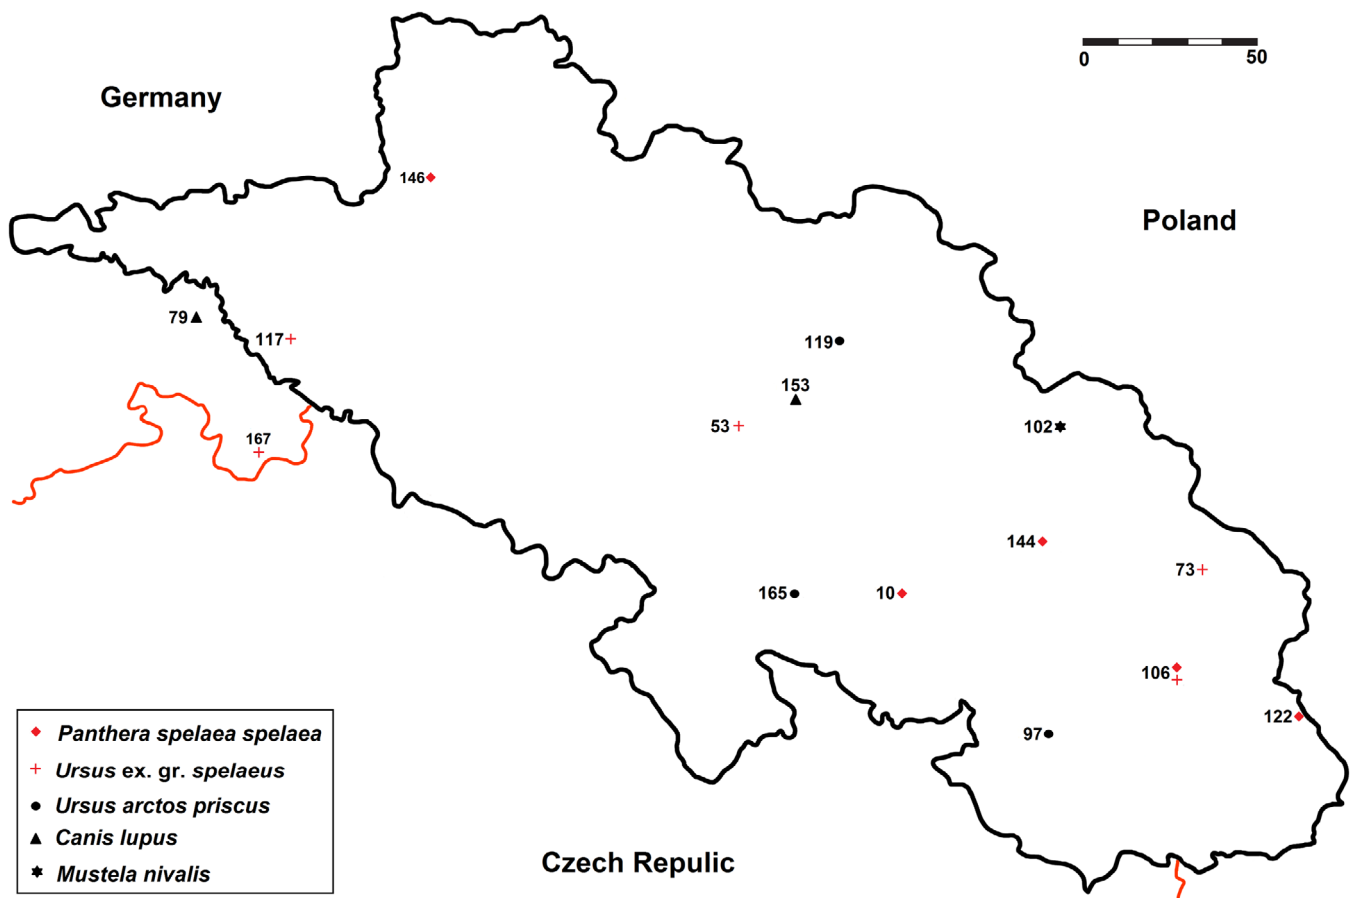 0 50
Germany
146
Poland
79
117
119
153
53
102
167
144
73
165
10
106
122
97
Panthera spelaea spelaea
Ursus ex. gr. spelaeus
Ursus arctos priscus
Canis lupus
Mustela nivalis
Czech Repulic